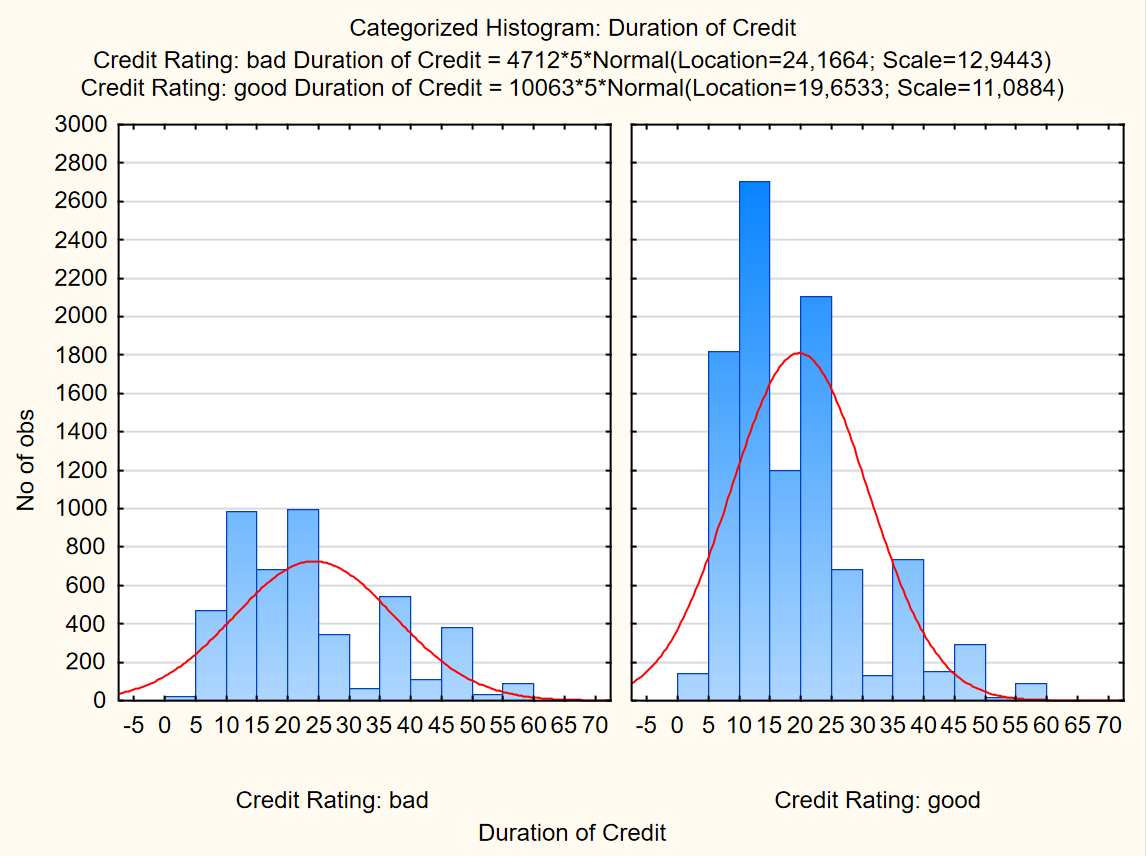 Categorized Histogram: Duration of Credit
Credit Rating: bad Duration of Credit = 4712*5*Normal(Location=24,1664; Scale=12,9443)
Credit Rating: good Duration of Credit = 10063*5*Normal(Location=19,6533; Scale=11,0884)
No of obs
3000
2800
2600
2400
2200
2000
1800
1600
1400
1200
1000
800
600
400
200
0
-5 0 5 10 15 20 25 30 35 40 45 50 55 60 65 70
-5 0 5 10 15 20 25 30 35 40 45 50 55 60 65 70
Credit Rating: bad
Credit Rating: good
Duration of Credit